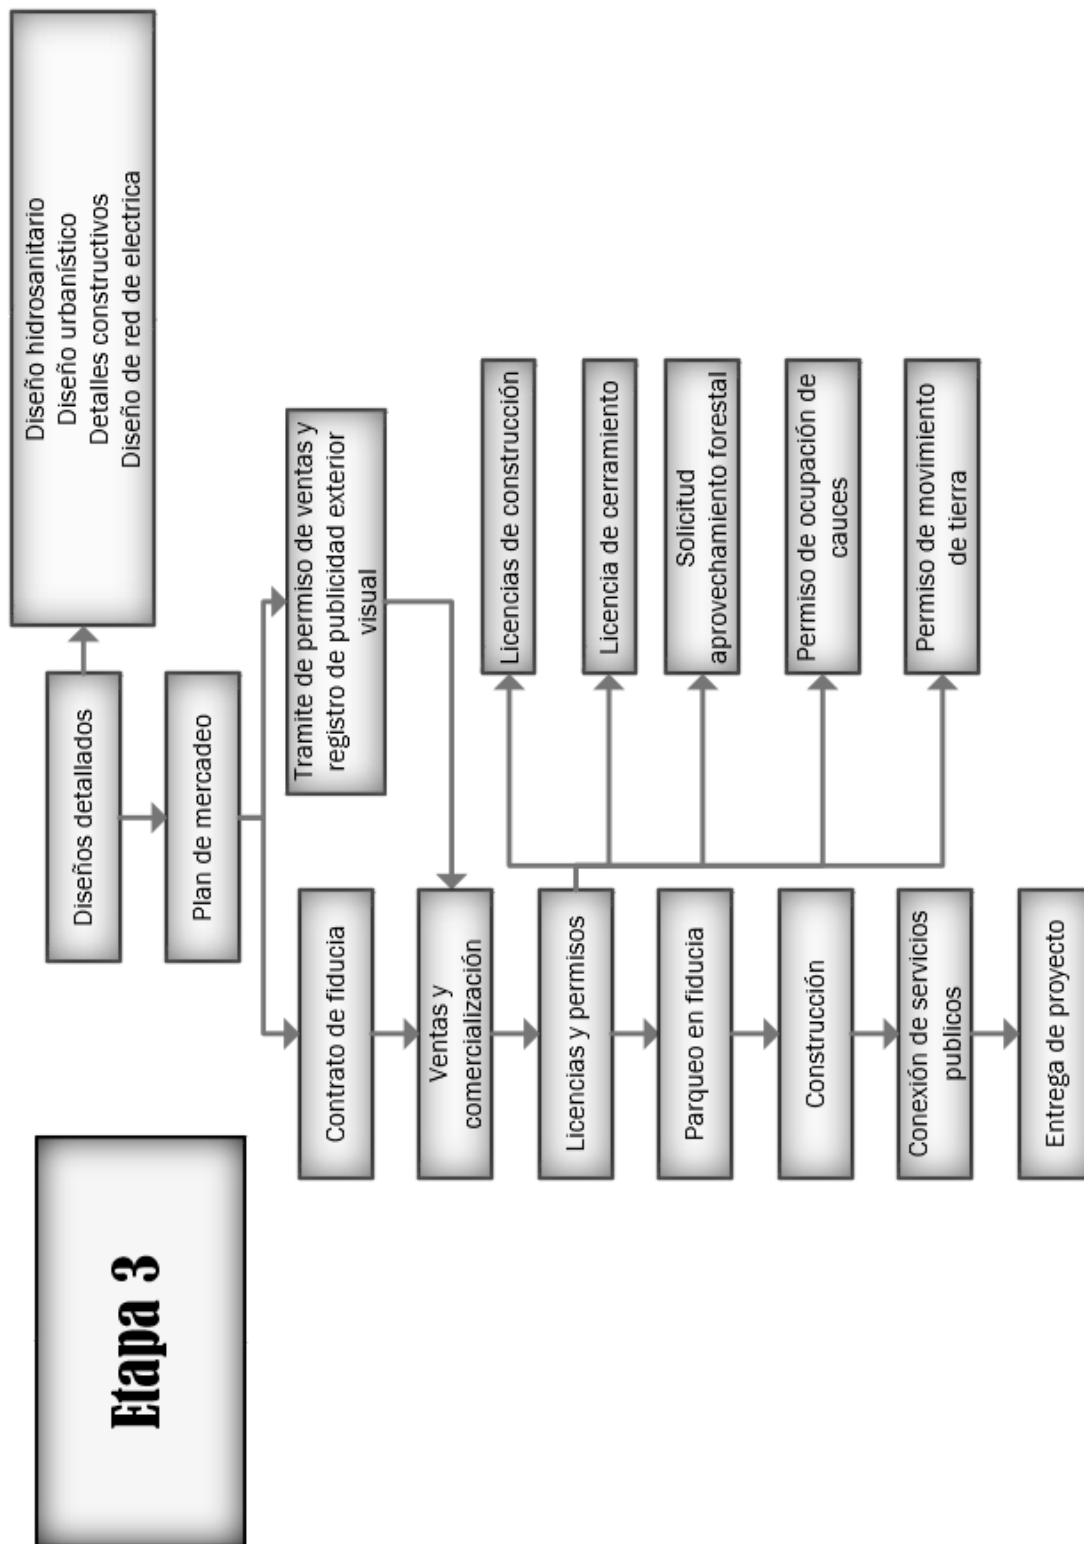 Etapa 3
Diseños detallados
Diseño hidrosanitario
Diseño urbanístico
Detalles constructivos
Diseño de red de electrica
Plan de mercadeo
Contrato de fiducia
Tramite de permiso de ventas y
registro de publicidad exterior
visual
Ventas y
comercialización
Licencias y permisos
Licencias de construcción
Licencia de cerramiento
Solicitud
aprovechamiento forestal
Permiso de ocupación de
cauces
Permiso de movimiento
de tierra
Parqueo en fiducia
Construcción
Conexión de servicios
publicos
Entrega de proyecto